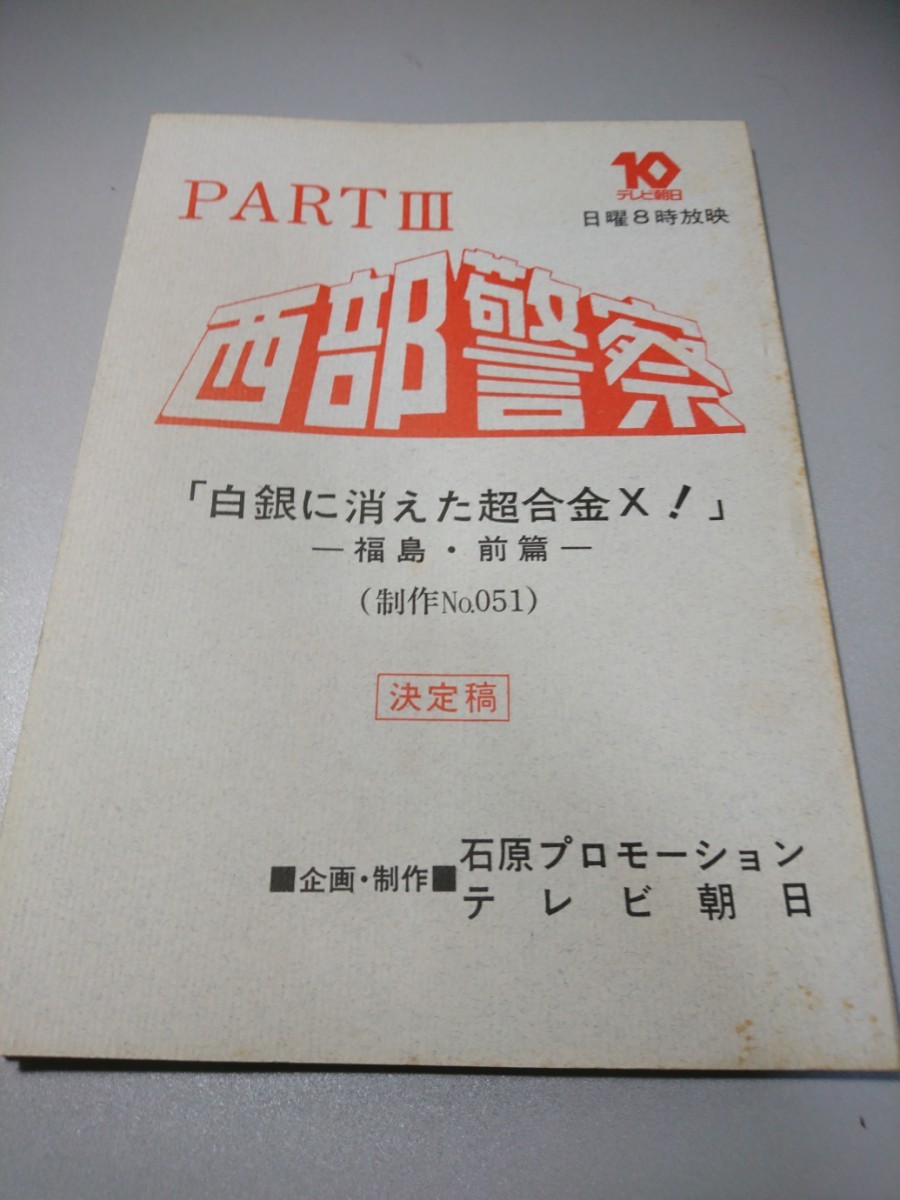 PART III
10
テレビ朝日
日曜8時放映
西部警察
「白銀に消えた超合金X!」
―福島・前篇―
(制作No.051)
決定稿
■企画・制作■
石原プロモーション
テレビ朝日